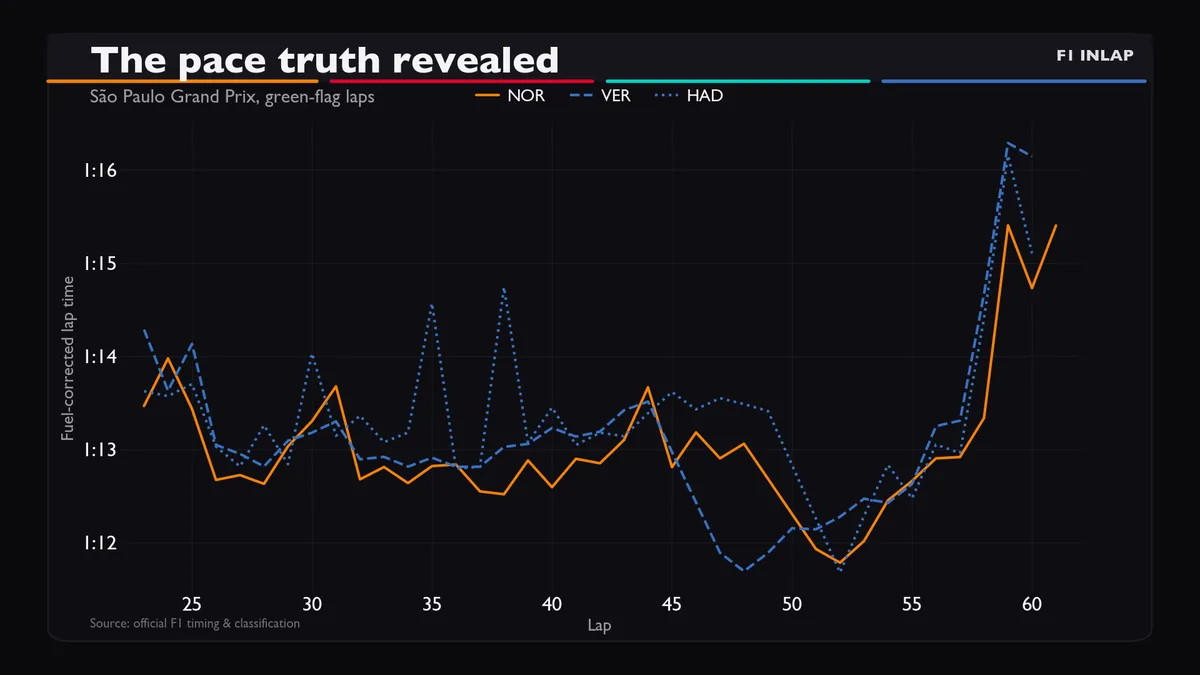 The pace truth revealed
F1 INLAP
São Paulo Grand Prix, green-flag laps
NOR VER HAD
1:16
1:15
1:14
1:13
1:12
Fuel-corrected lap time
25 30 35 40 45 50 55 60
Source: official F1 timing & classification
Lap